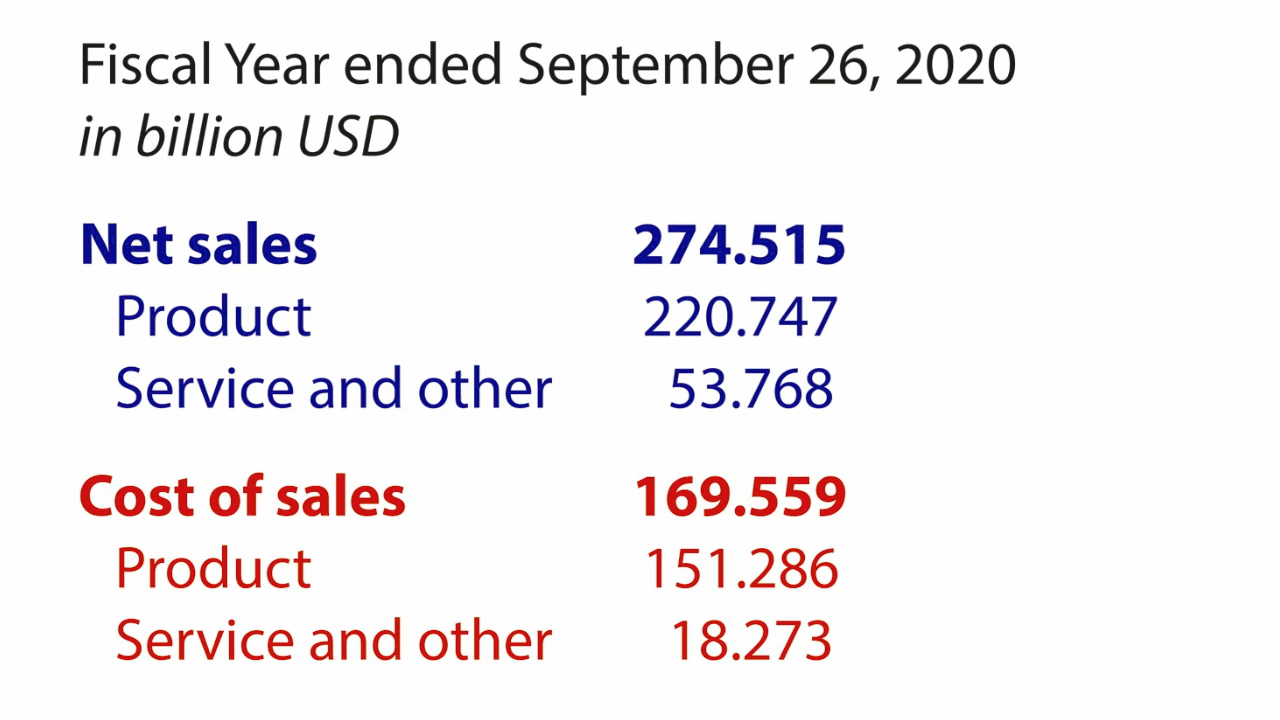 Fiscal Year ended September 26, 2020
in billion USD
Net sales 274.515
Product 220.747
Service and other 53.768
Cost of sales 169.559
Product 151.286
Service and other 18.273